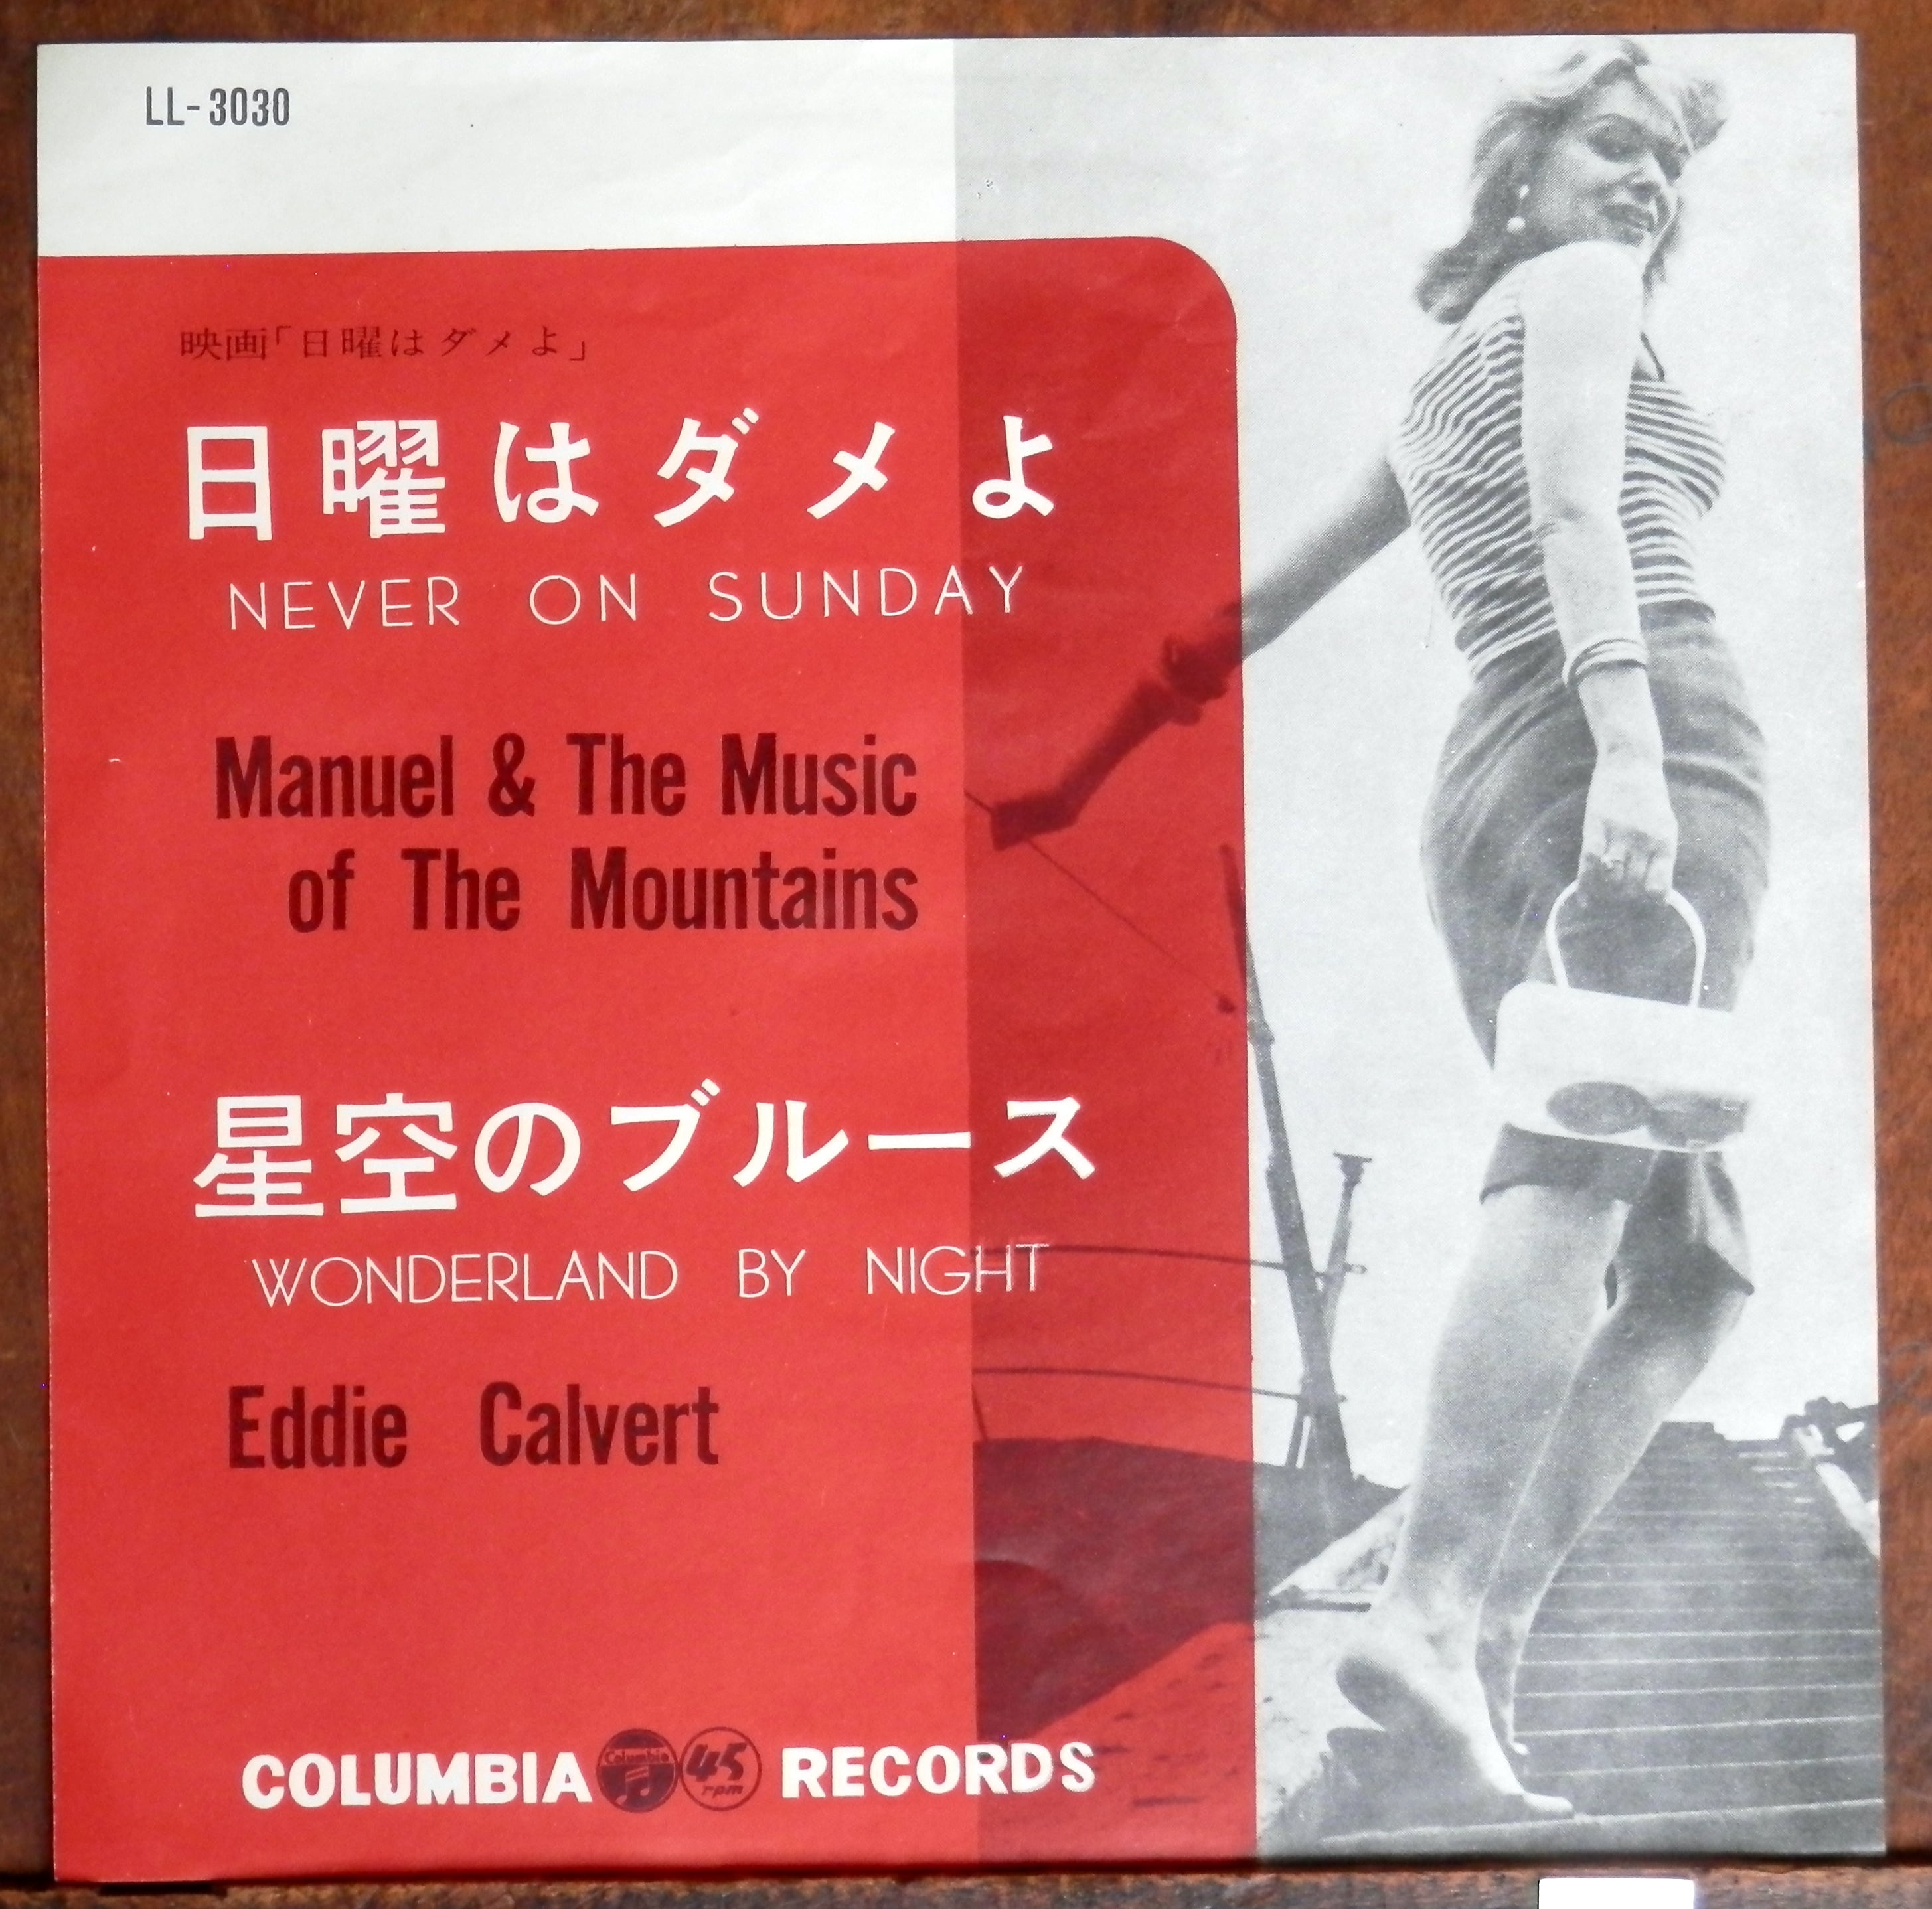 LL-3030
映画「日曜はダメよ」
日曜はダメよ
NEVER ON SUNDAY
Manuel & The Music
of The Mountains
星空のブルース
WONDERLAND BY NIGHT
Eddie Calvert
COLUMBIA Columbia 45 rpm RECORDS